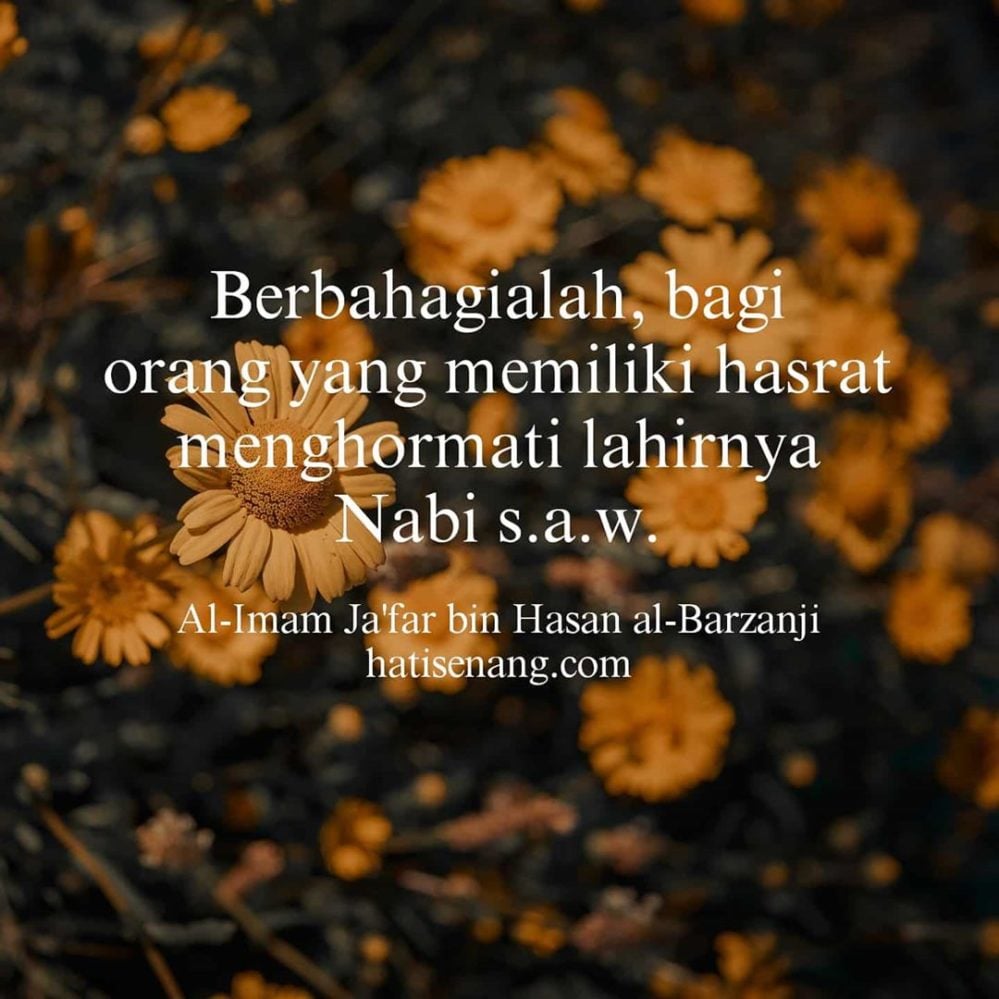 Berbahagialah, bagi
orang yang memiliki hasrat
menghormati lahirnya
Nabi s.a.w.
Al-Imam Ja'far bin Hasan al-Barzanji
hatisenang.com